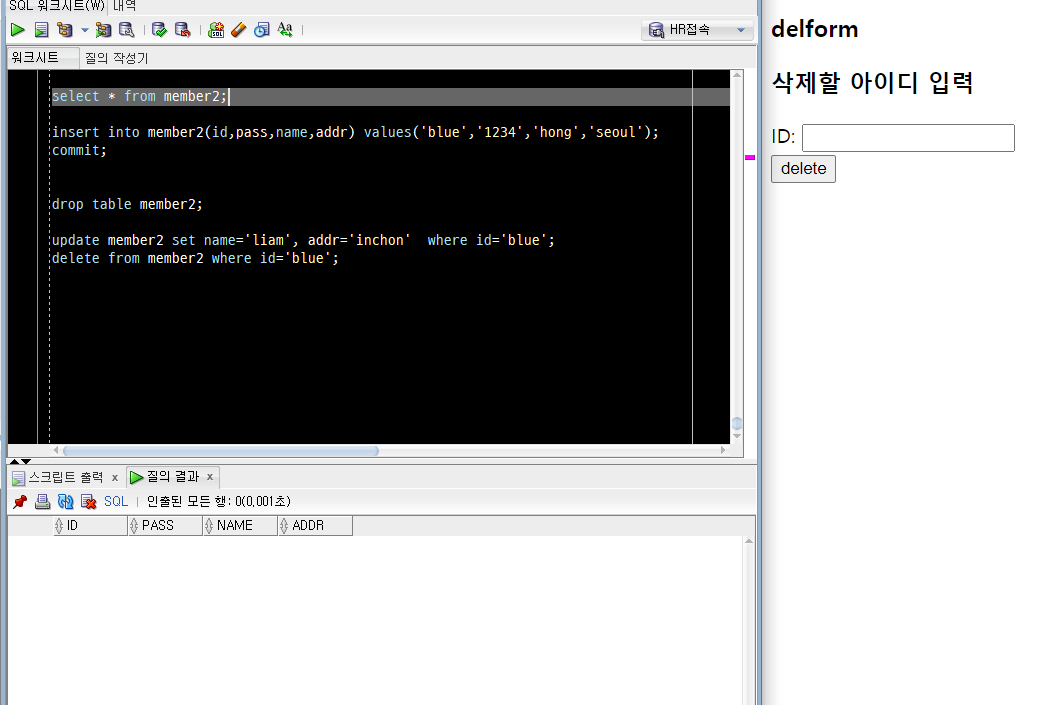 SQL 워크시트(W) 내역
HR접속
워크시트 질의 작성기
select * from member2;
insert into member2(id,pass,name,addr) values('blue','1234','hong','seoul');
commit;
drop table member2;
update member2 set name='liam', addr='inchon'  where id='blue';
delete from member2 where id='blue';
스크립트 출력 x 질의 결과 x
SQL | 인출된 모든 행: 0(0,001초)
ID PASS NAME ADDR
delform
삭제할 아이디 입력
ID:
delete